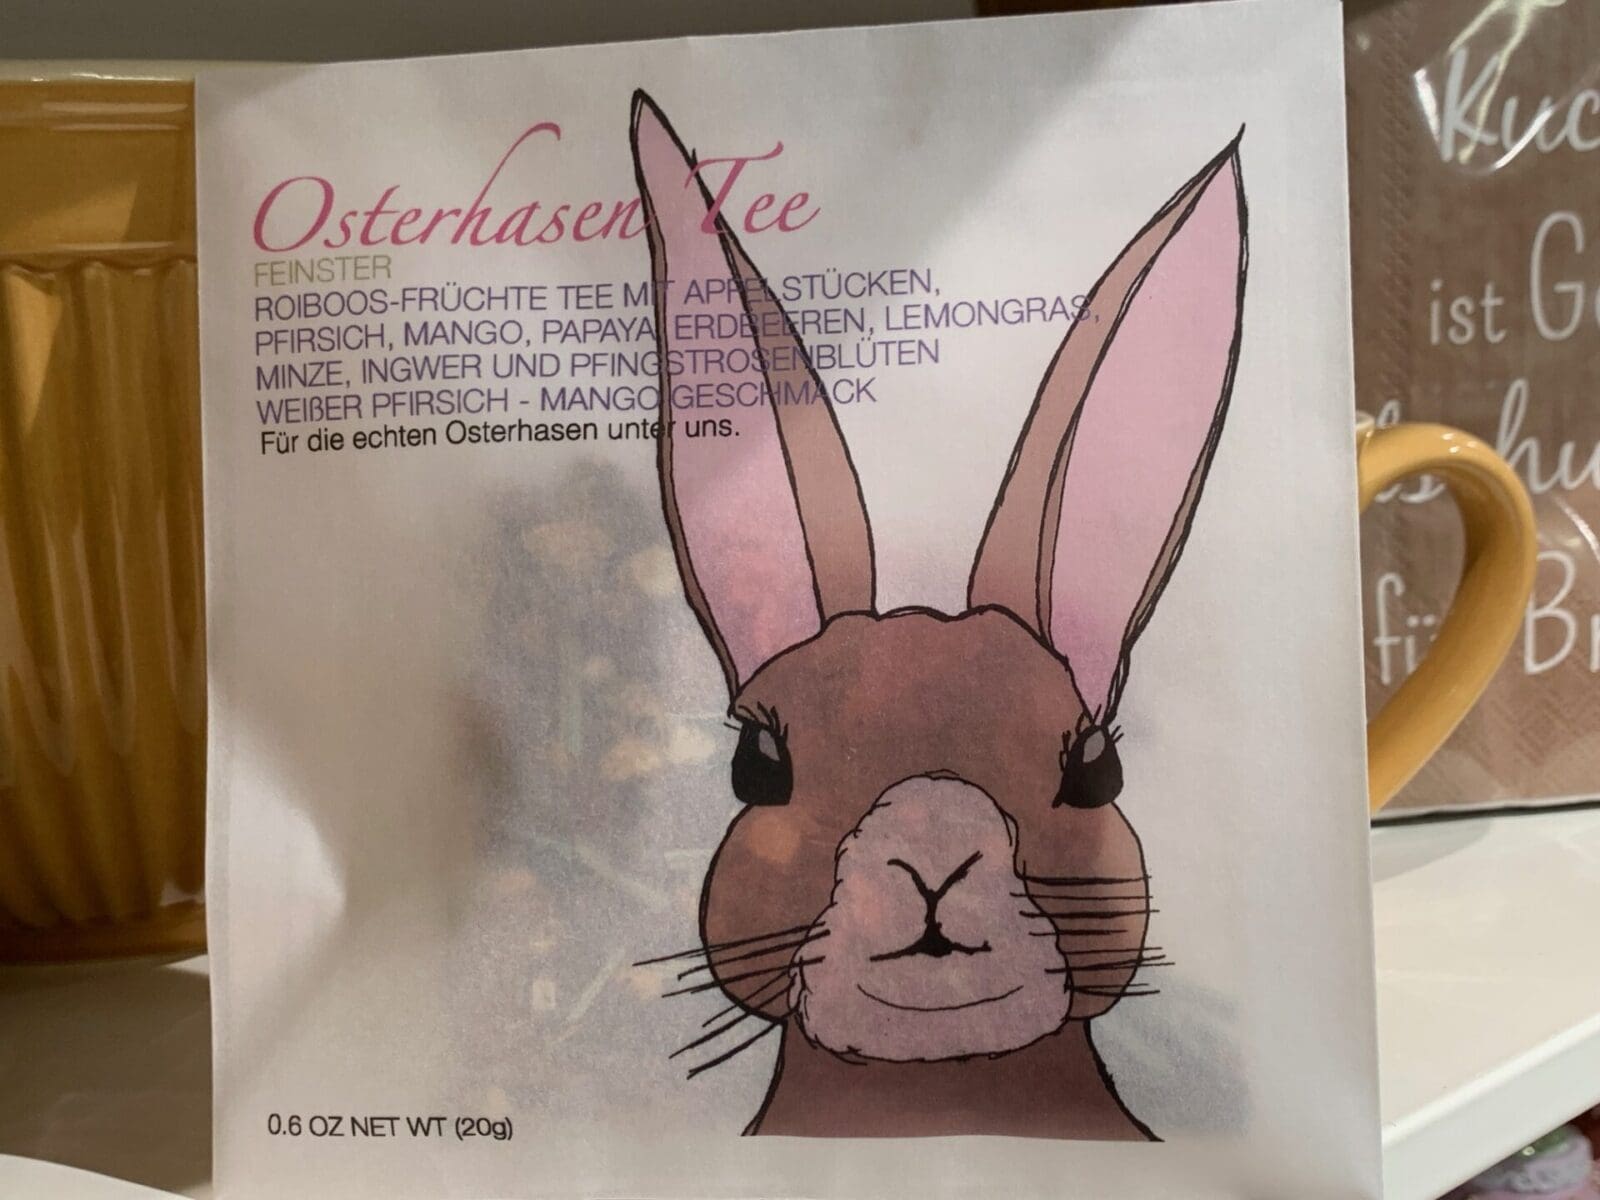 Osterhasen Tee
FEINSTER
ROIBOOS-FRÜCHTE TEE MIT APFELSTÜCKEN,
PFIRSICH, MANGO, PAPAYA, ERDBEEREN, LEMONGRAS,
MINZE, INGWER UND PFINGSTROSENBLÜTEN
WEIßER PFIRSICH - MANGO GESCHMACK
Für die echten Osterhasen unter uns.
0.6 OZ NET WT (20g)
ist